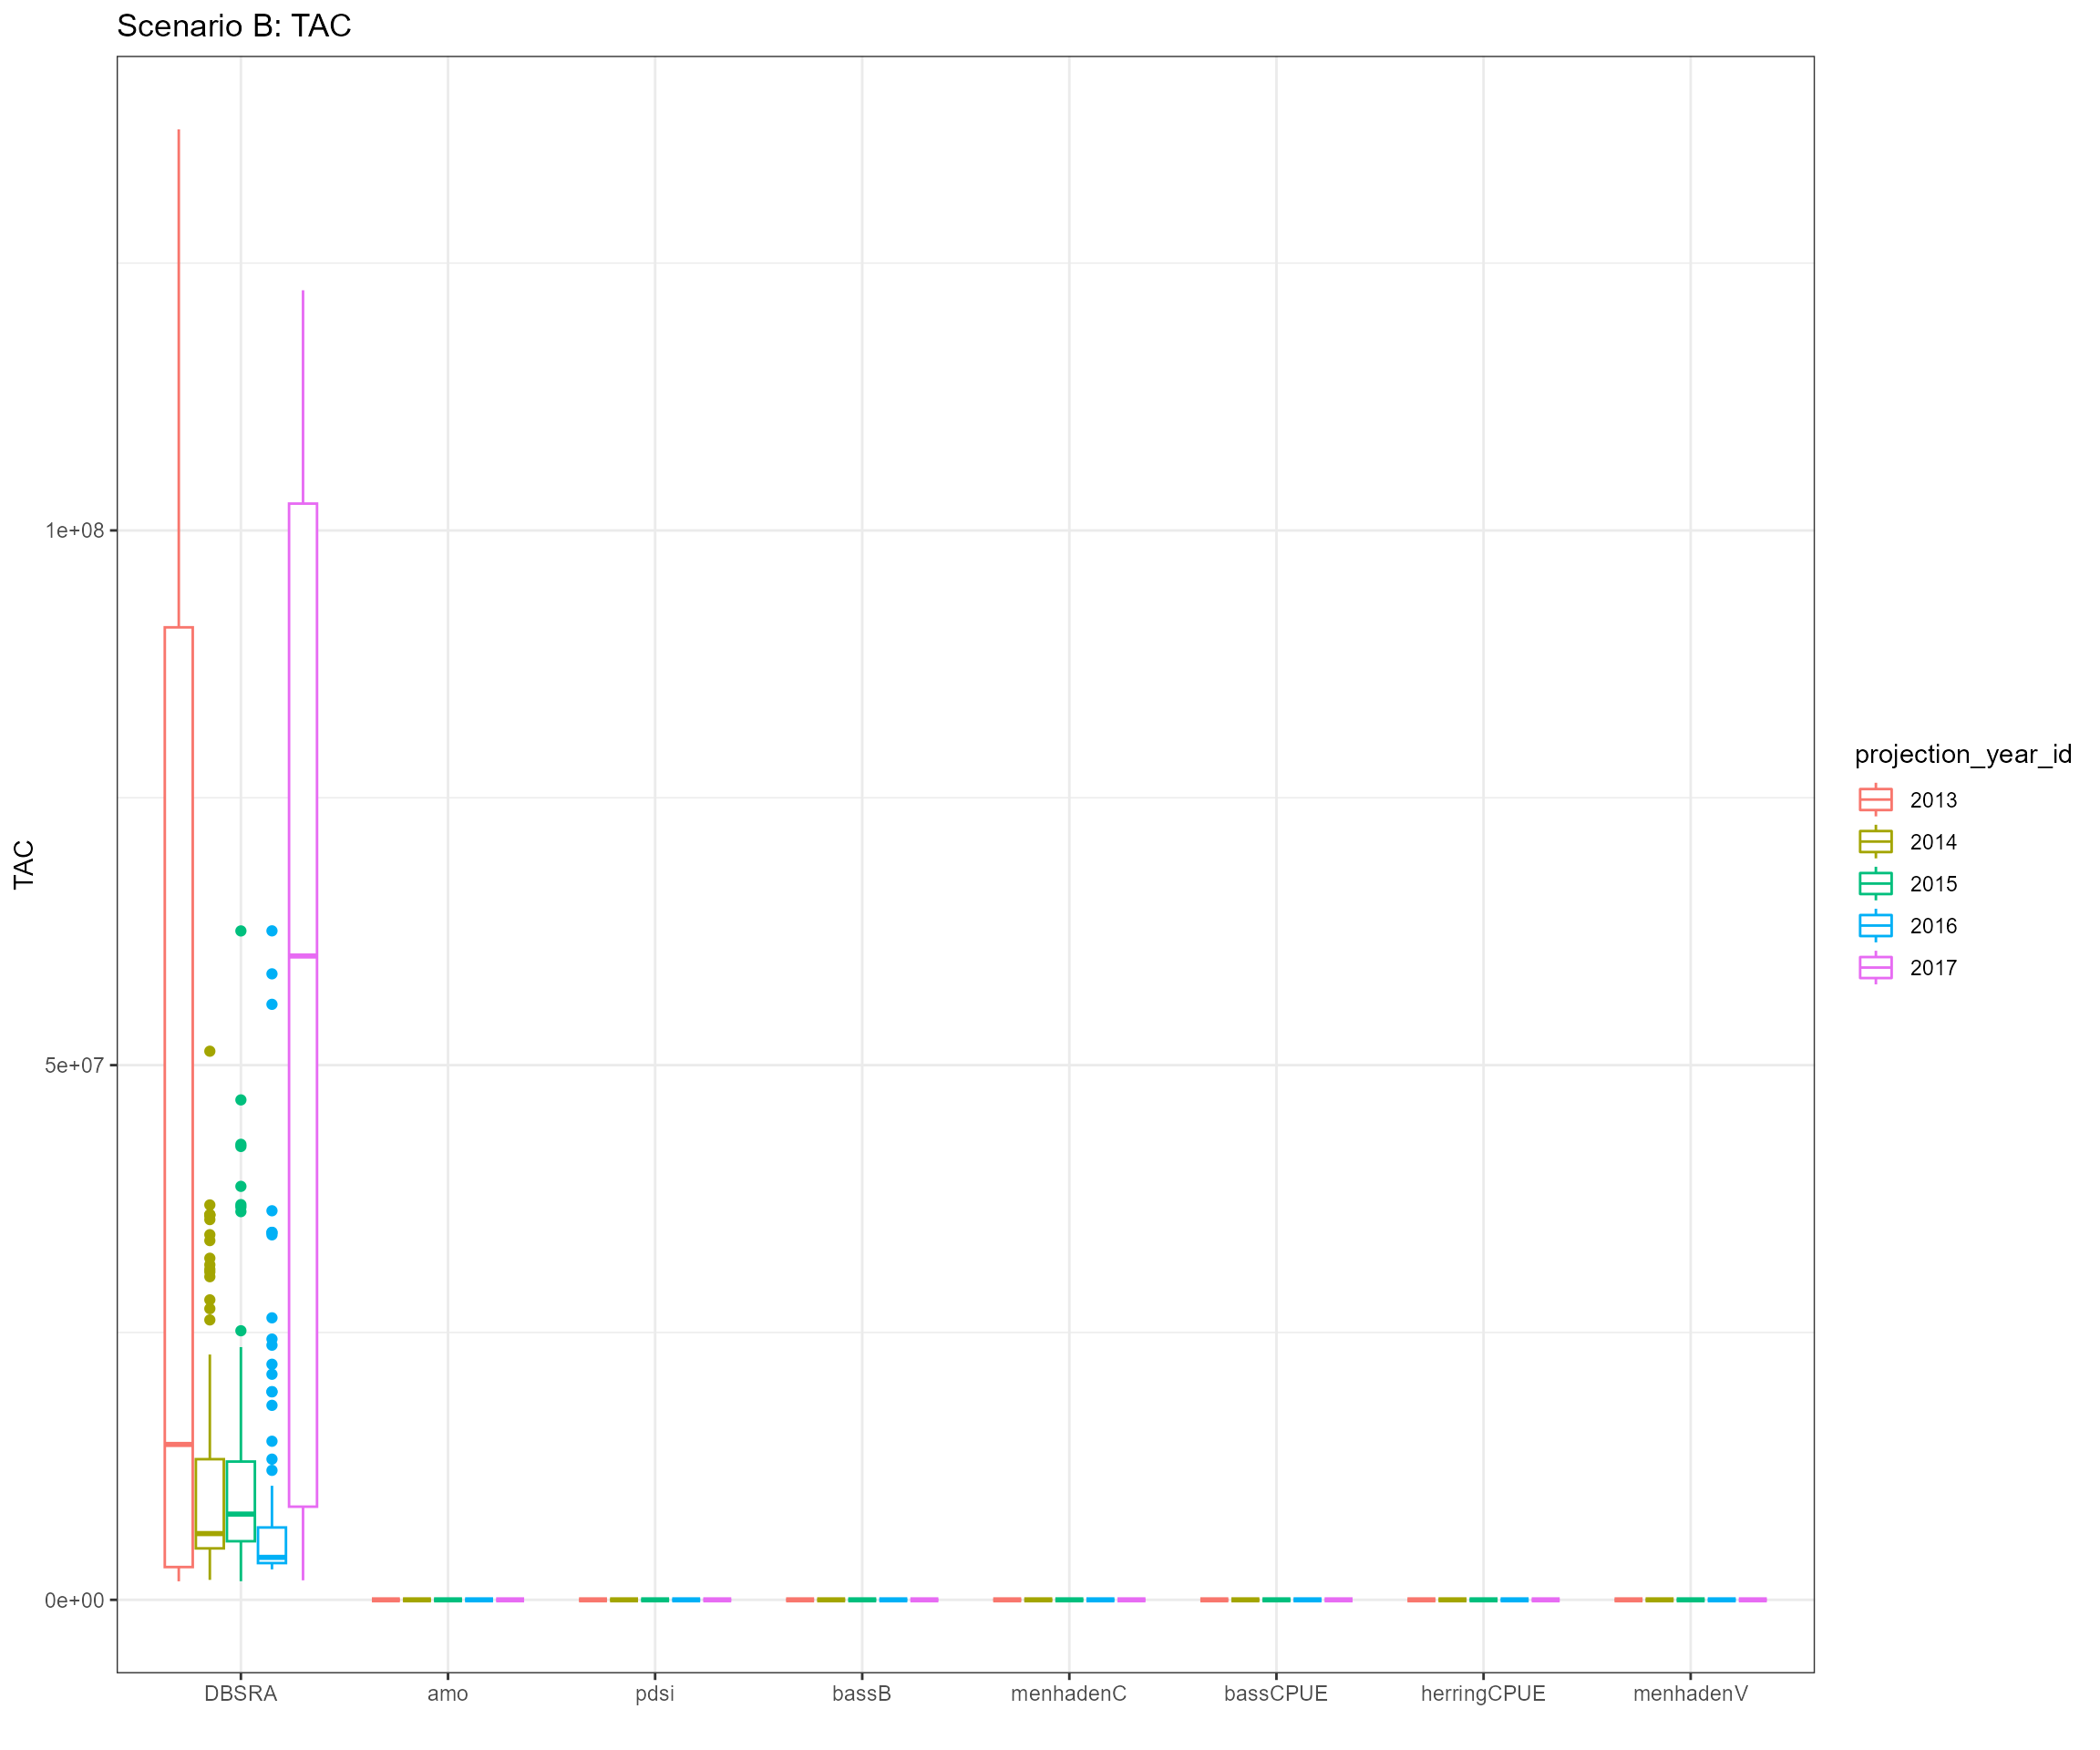 Scenario B: TAC
TAC
1e+08
5e+07
0e+00
DBSRA amo pdsi bassB menhadenC bassCPUE herringCPUE menhadenV
projection_year_id
2013
2014
2015
2016
2017